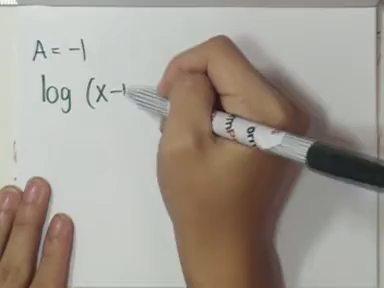 A = -1
log (x-